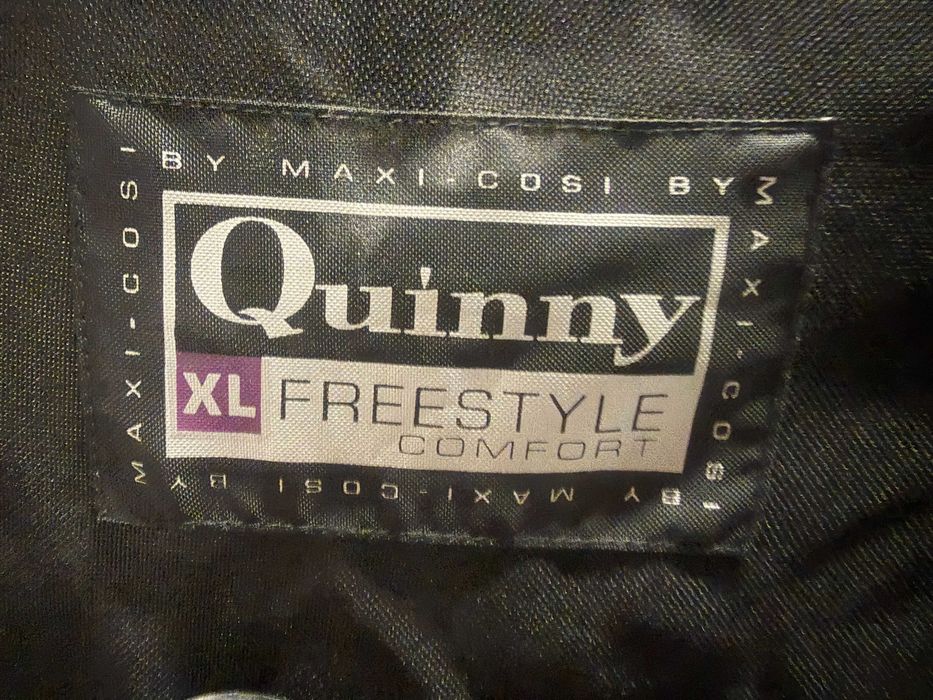 BY MAXI-COSI BY
MAXI-COSI
Quinny
XL FREESTYLE
COMFORT
BY MAXI-COSI BY
MAXI-COSI